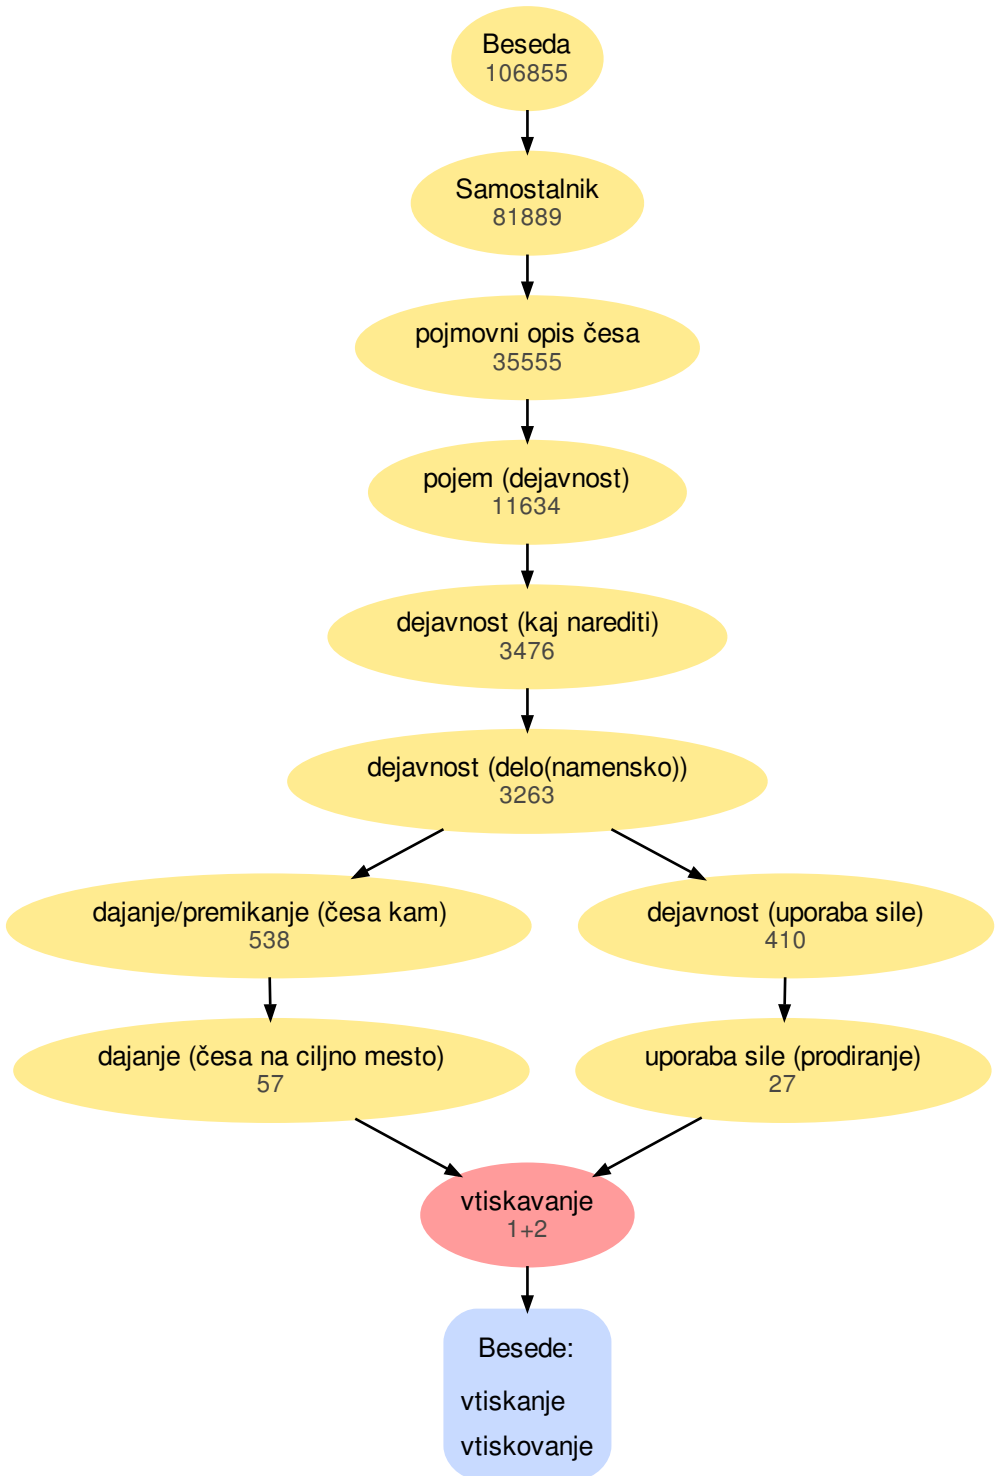 Beseda
106855
Samostalnik
81889
pojmovni opis česa
35555
pojem (dejavnost)
11634
dejavnost (kaj narediti)
3476
dejavnost (delo(namensko))
3263
dajanje/premikanje (česa kam)
538
dejavnost (uporaba sile)
410
dajanje (česa na ciljno mesto)
57
uporaba sile (prodiranje)
27
vtiskavanje
1+2
Besede:
vtiskanje
vtiskovanje